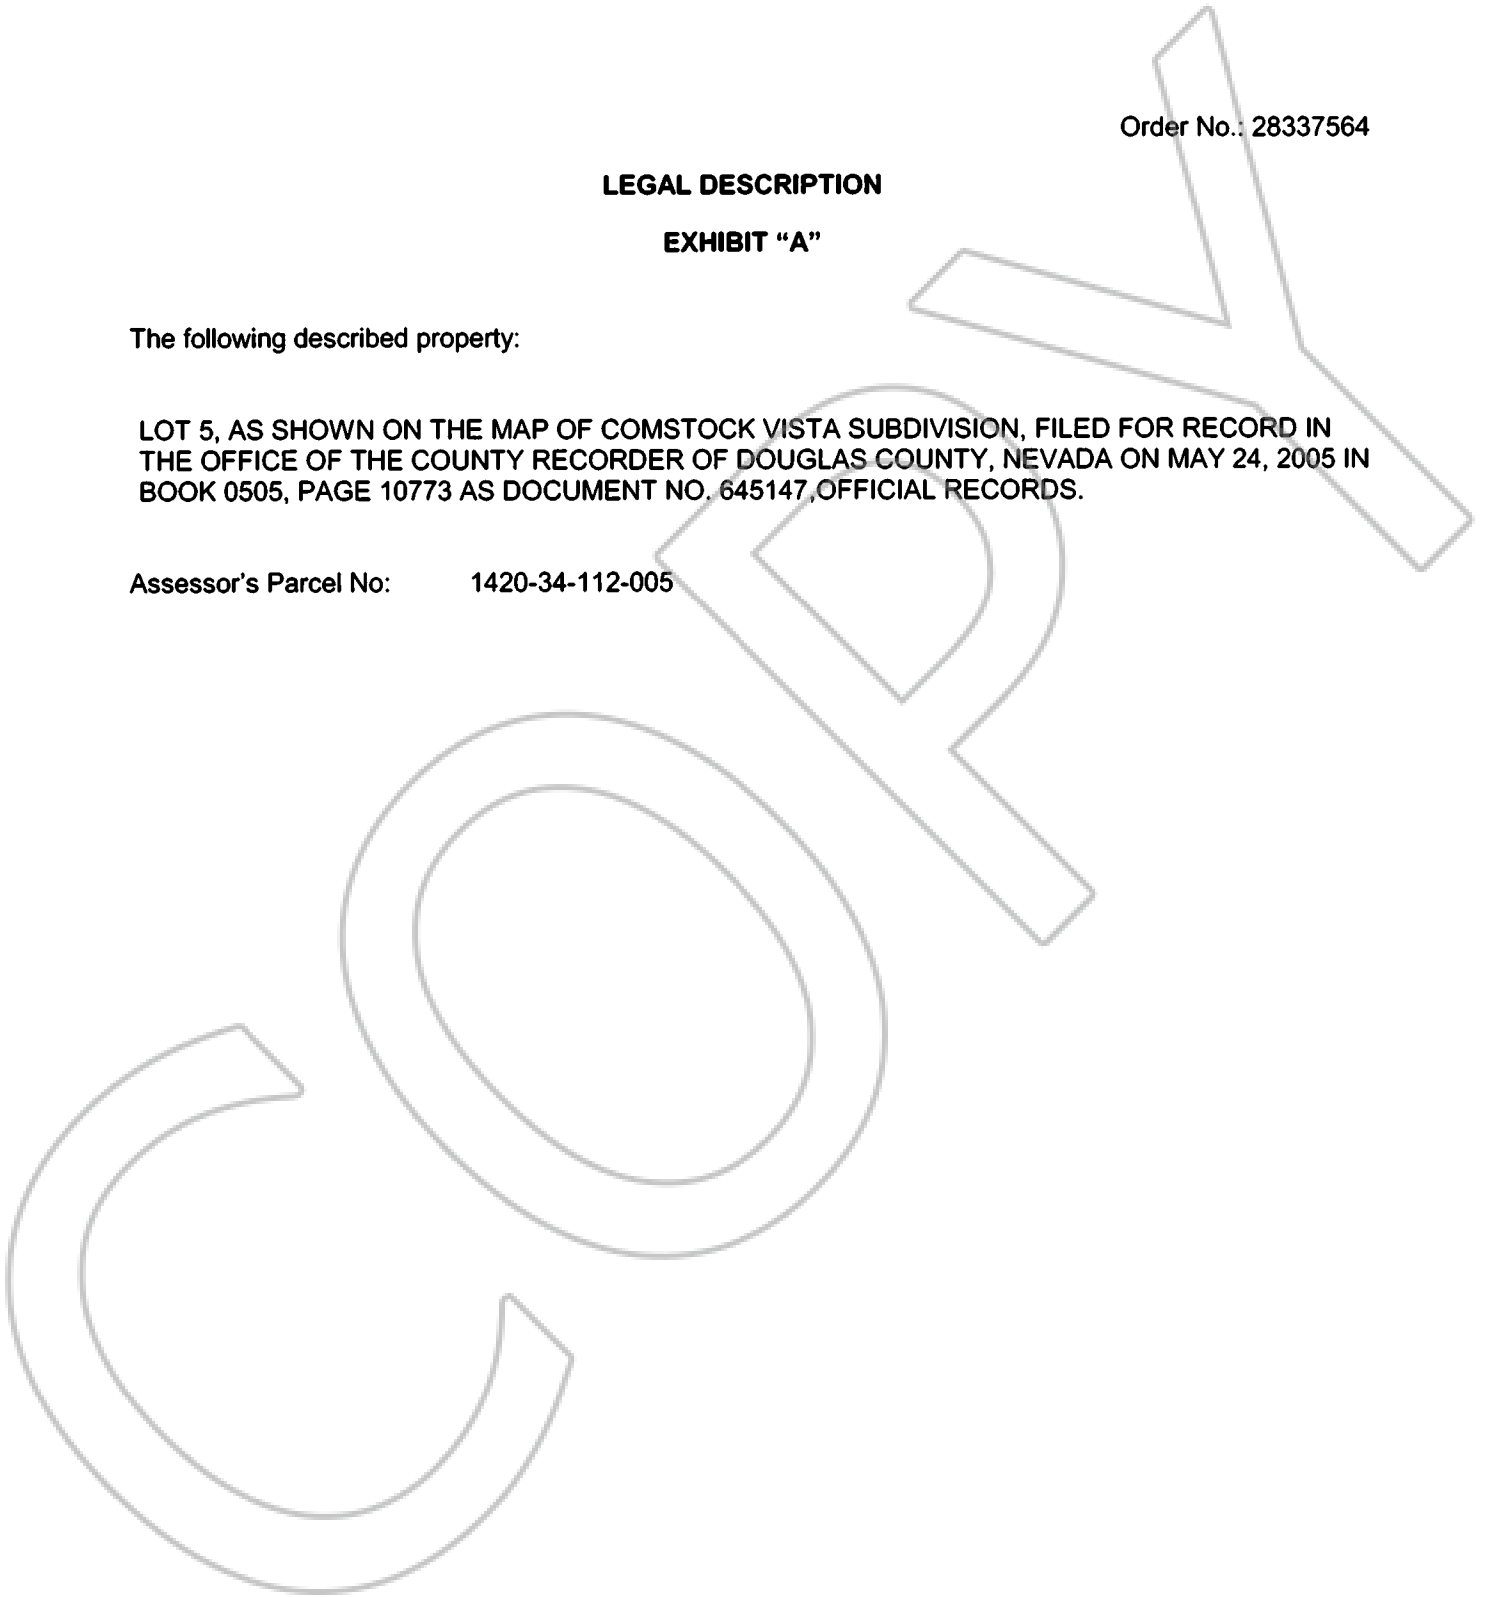 Order No.: 28337564
LEGAL DESCRIPTION
EXHIBIT “A”
The following described property:
LOT 5, AS SHOWN ON THE MAP OF COMSTOCK VISTA SUBDIVISION, FILED FOR RECORD IN
THE OFFICE OF THE COUNTY RECORDER OF DOUGLAS COUNTY, NEVADA ON MAY 24, 2005 IN
BOOK 0505, PAGE 10773 AS DOCUMENT NO. 645147,OFFICIAL RECORDS.
Assessor’s Parcel No: 1420-34-112-005
COPY